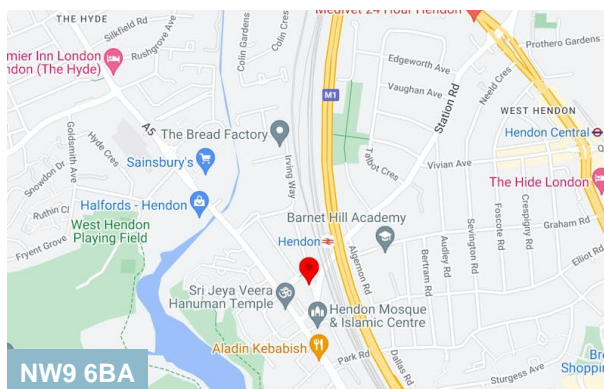 THE HYDE
Silkfield Rd
Rushgrove Ave
Colin Cres
Colin Gardens
Medivet 24 Hour Hendon
Prothero Gardens
emier Inn London
ndon (The Hyde)
Edgeworth Ave
Vaughan Ave
Station Rd
Neeld Cres
M1
WEST HENDON
A5
Goldsmith Ave
Hyde Cres
The Bread Factory
Irving Way
Talbot Cres
Hendon Central
Sainsbury's
Vivian Ave
Snowdon Dr
Halfords - Hendon
The Hide London
Ruthin Cl
West Hendon
Playing Field
Barnet Hill Academy
Crespigny Rd
Foscote Rd
Sevington Rd
Audley Rd
Bertram Rd
Graham Rd
Fryent Grove
Hendon
Algernon Rd
Elliot Rd
Sri Jeya Veera
Hanuman Temple
Hendon Mosque
& Islamic Centre
Aladin Kebabish
Park Rd
Dallas Rd
Bre
Shopping
Sturgess Ave
NW9 6BA